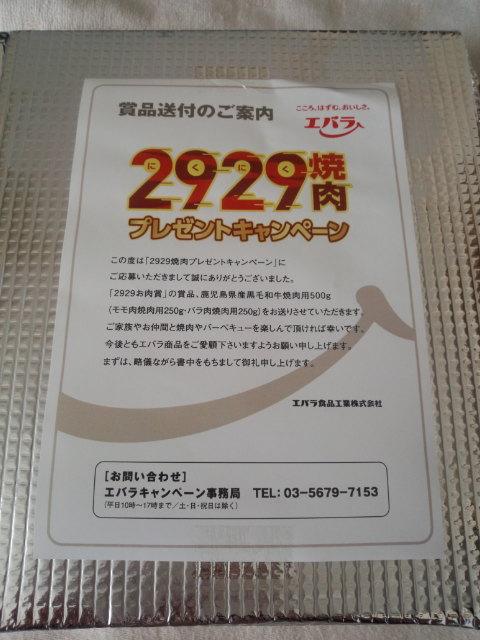 賞品送付のご案内
こころ、はずむ、おいしさ。
エバラ
2929焼肉
に く に く
プレゼントキャンペーン
この度は「2929焼肉プレゼントキャンペーン」に
ご応募いただきまして誠にありがとうございました。
「2929お肉賞」の賞品、鹿児島県産黒毛和牛焼肉用500g
(モモ肉焼肉用250g・バラ肉焼肉用250g)をお送りさせていただきます。
ご家族やお仲間と焼肉やバーベキューを楽しんで頂ければ幸いです。
今後ともエバラ商品をご愛顧下さいますようお願い申し上げます。
まずは、略儀ながら書中をもちまして御礼申し上げます。
エバラ食品工業株式会社
[お問い合わせ]
エバラキャンペーン事務局 TEL:03-5679-7153
(平日10時〜17時まで/土・日・祝日は除く)